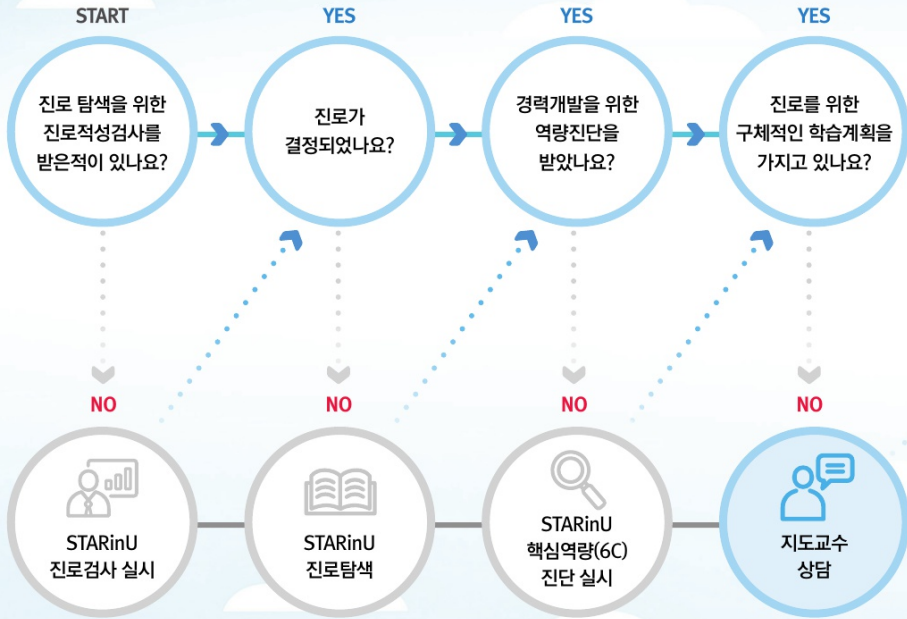 START
YES
YES
YES
진로 탐색을 위한
진로적성검사를
받은적이 있나요?
진로가
결정되었나요?
경력개발을 위한
역량진단을
받았나요?
진로를 위한
구체적인 학습계획을
가지고 있나요?
NO
NO
NO
NO
STARinU
진로검사 실시
STARinU
진로탐색
STARinU
핵심역량(6C)
진단 실시
지도교수
상담